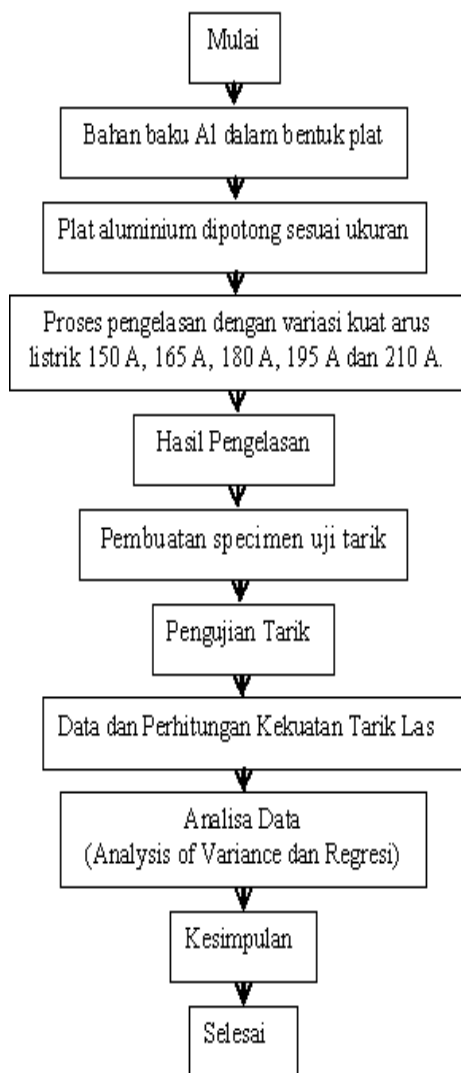 Mulai
Bahan baku Al dalam bentuk plat
Plat aluminium dipotong sesuai ukuran
Proses pengelasan dengan variasi kuat arus
listrik 150 A, 165 A, 180 A, 195 A dan 210 A.
Hasil Pengelasan
Pembuatan specimen uji tarik
Pengujian Tarik
Data dan Perhitungan Kekuatan Tarik Las
Analisa Data
(Analysis of Variance dan Regresi)
Kesimpulan
Selesai